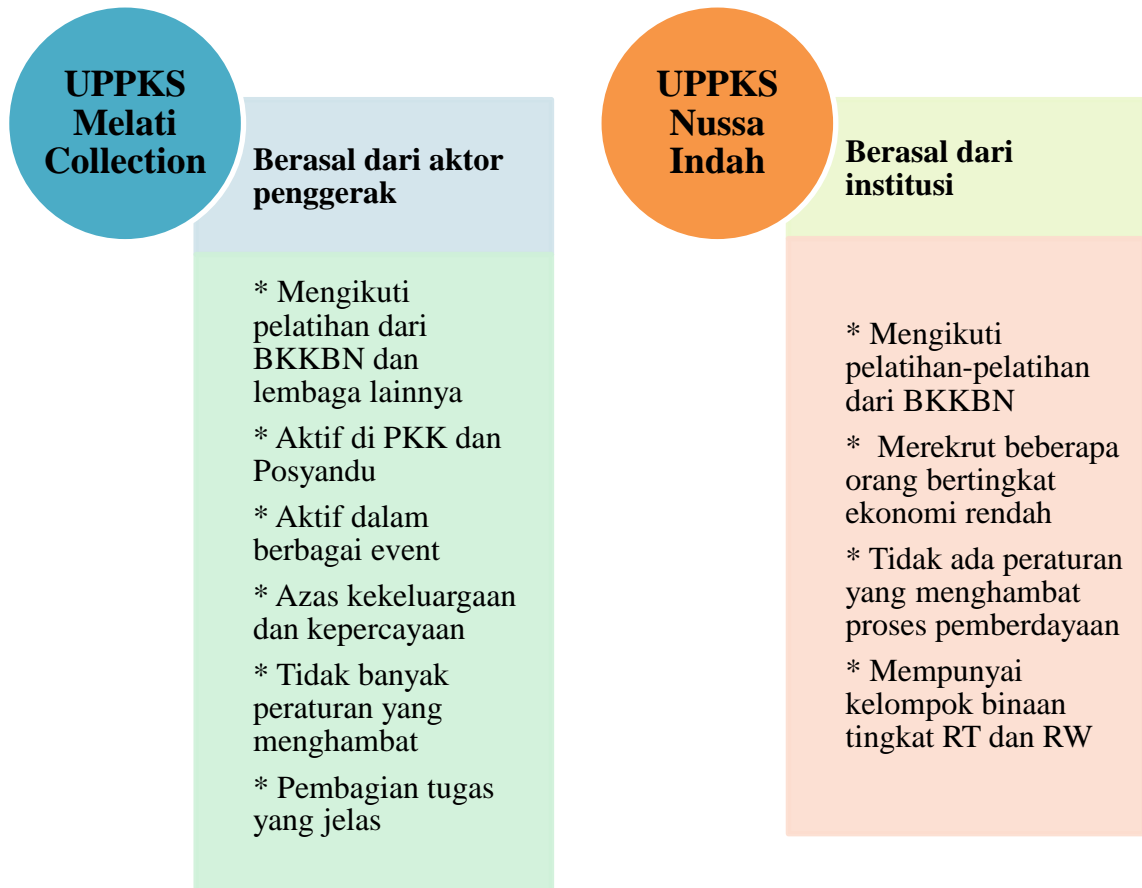 UPPKS
Melati
Collection
Berasal dari aktor
penggerak
* Mengikuti
pelatihan dari
BKKBN dan
lembaga lainnya
* Aktif di PKK dan
Posyandu
* Aktif dalam
berbagai event
* Azas kekeluargaan
dan kepercayaan
* Tidak banyak
peraturan yang
menghambat
* Pembagian tugas
yang jelas
UPPKS
Nussa
Indah
Berasal dari
institusi
* Mengikuti
pelatihan-pelatihan
dari BKKBN
* Merekrut beberapa
orang bertingkat
ekonomi rendah
* Tidak ada peraturan
yang menghambat
proses pemberdayaan
* Mempunyai
kelompok binaan
tingkat RT dan RW